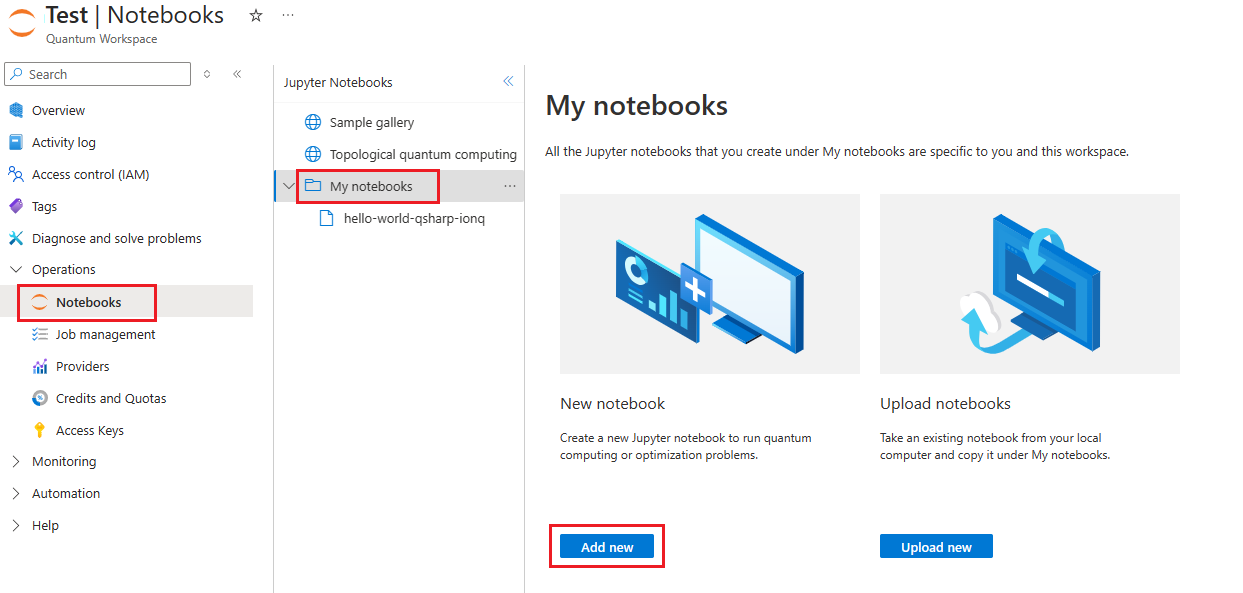 Test | Notebooks
Quantum Workspace
Search
Overview
Activity log
Access control (IAM)
Tags
Diagnose and solve problems
Operations
Notebooks
Job management
Providers
Credits and Quotas
Access Keys
Monitoring
Automation
Help
Jupyter Notebooks
Sample gallery
Topological quantum computing
My notebooks
hello-world-qsharp-ionq
My notebooks
All the Jupyter notebooks that you create under My notebooks are specific to you and this workspace.
New notebook
Create a new Jupyter notebook to run quantum
computing or optimization problems.
Add new
Upload notebooks
Take an existing notebook from your local
computer and copy it under My notebooks.
Upload new